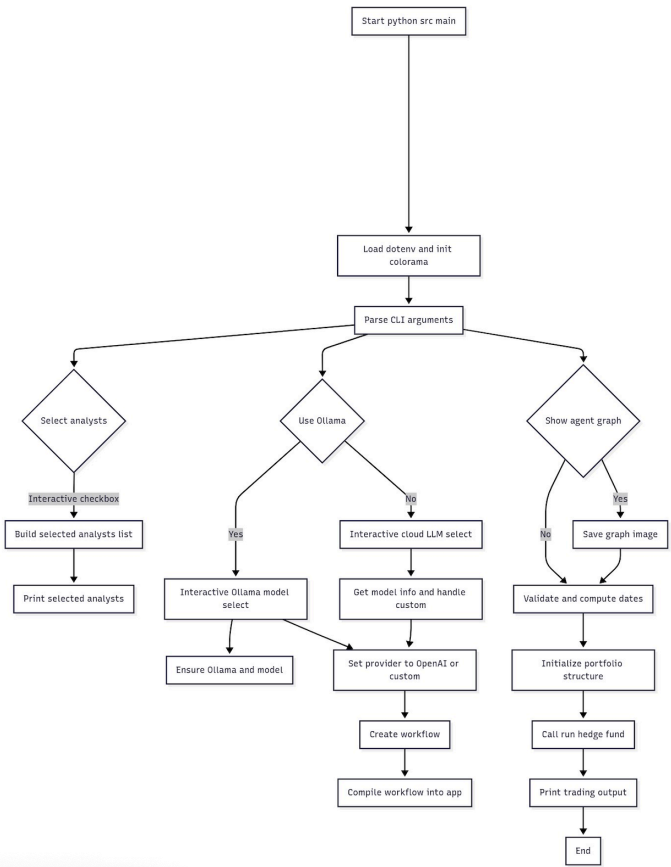 Start python src main
Load dotenv and init
colorama
Parse CLI arguments
Select analysts
Use Ollama
Show agent graph
Interactive checkbox
No
Yes
Build selected analysts list
Yes
Interactive cloud LLM select
No
Save graph image
Print selected analysts
Interactive Ollama model
select
Get model info and handle
custom
Validate and compute dates
Ensure Ollama and model
Set provider to OpenAI or
custom
Initialize portfolio
structure
Create workflow
Call run hedge fund
Compile workflow into app
Print trading output
End